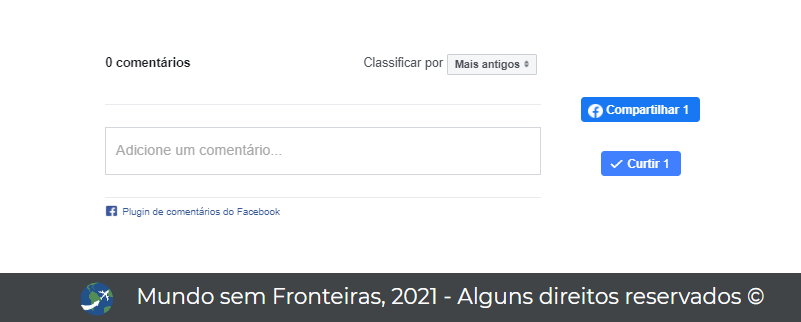 0 comentários
Classificar por Mais antigos
Compartilhar 1
Adicione um comentário...
Curtir 1
Plugin de comentários do Facebook
Mundo sem Fronteiras, 2021 - Alguns direitos reservados ©